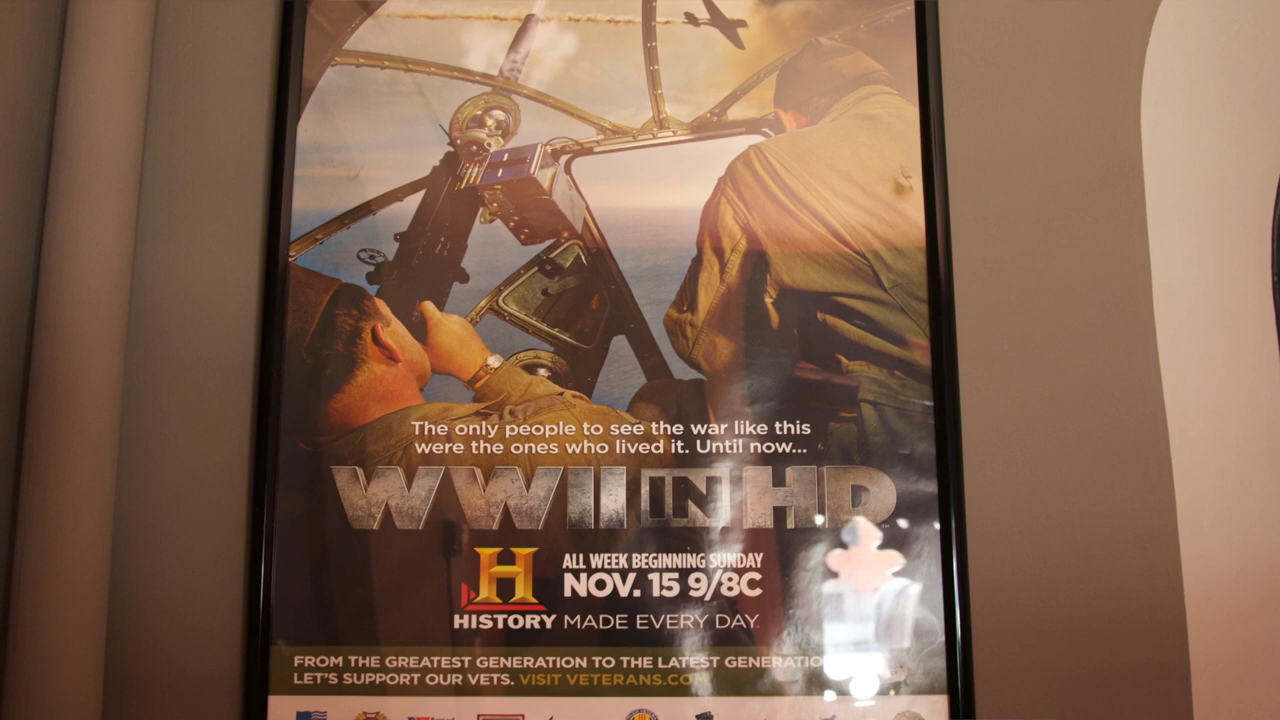 The only people to see the war like this
were the ones who lived it. Until now...
WWII IN HD
H
ALL WEEK BEGINNING SUNDAY
NOV. 15 9/8C
HISTORY MADE EVERY DAY
FROM THE GREATEST GENERATION TO THE LATEST GENERATIO
LET'S SUPPORT OUR VETS. VISIT VETERANS.COM